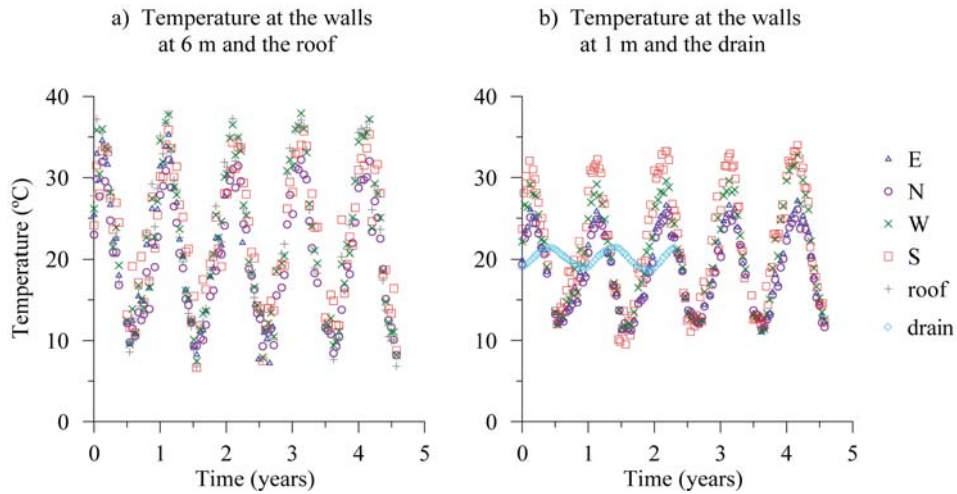 a) Temperature at the walls
at 6 m and the roof
b) Temperature at the walls
at 1 m and the drain
Temperature (ºC)
40
30
20
10
0
0 1 2 3 4 5
Time (years)
Temperature (ºC)
40
30
20
10
0
0 1 2 3 4 5
Time (years)
E
N
W
S
roof
drain